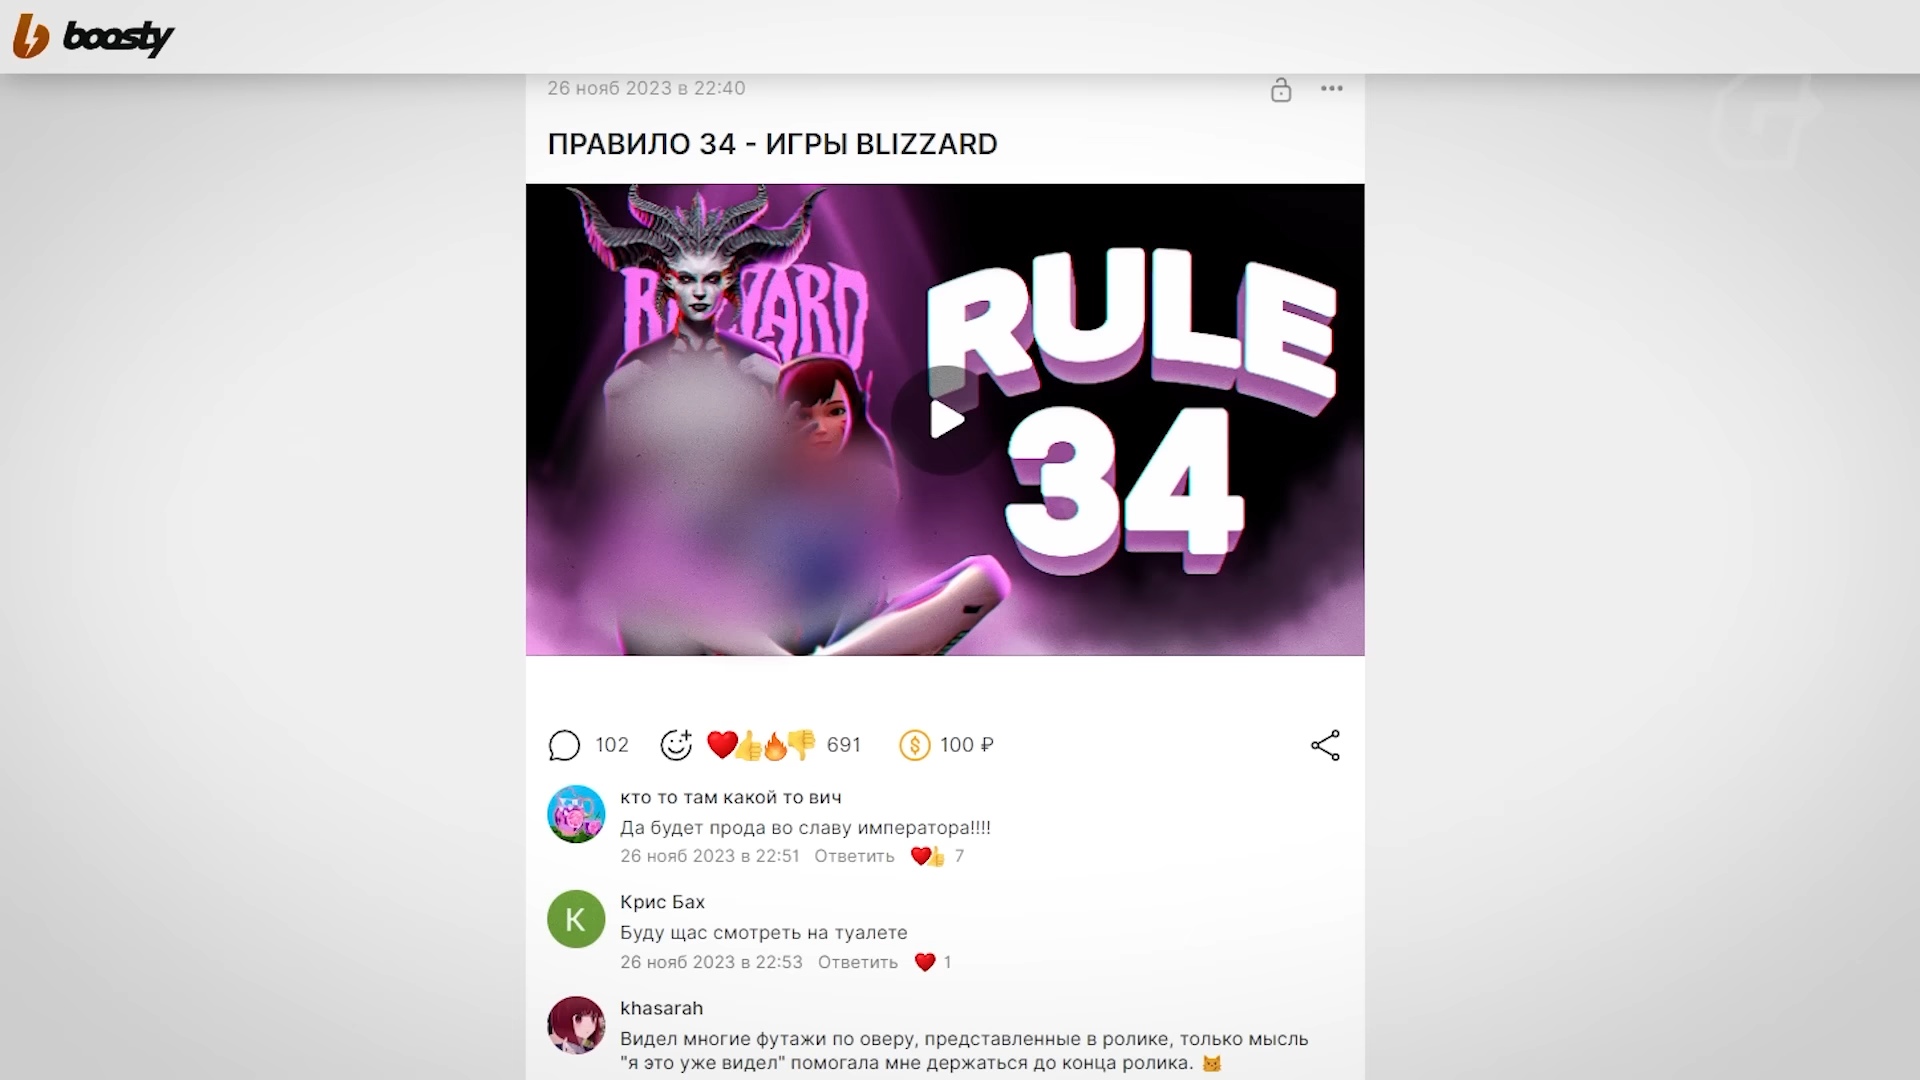 boosty
26 нояб 2023 в 22:40
ПРАВИЛО 34 - ИГРЫ BLIZZARD
RULE
34
102
691
100 ₽
кто то там какой то вич
Да будет прода во славу императора!!!!
26 нояб 2023 в 22:51 Ответить 7
K
Крис Бах
Буду щас смотреть на туалете
26 нояб 2023 в 22:53 Ответить 1
khasarah
Видел многие футажи по оверу, представленные в ролике, только мысль
"я это уже видел" помогала мне держаться до конца ролика.